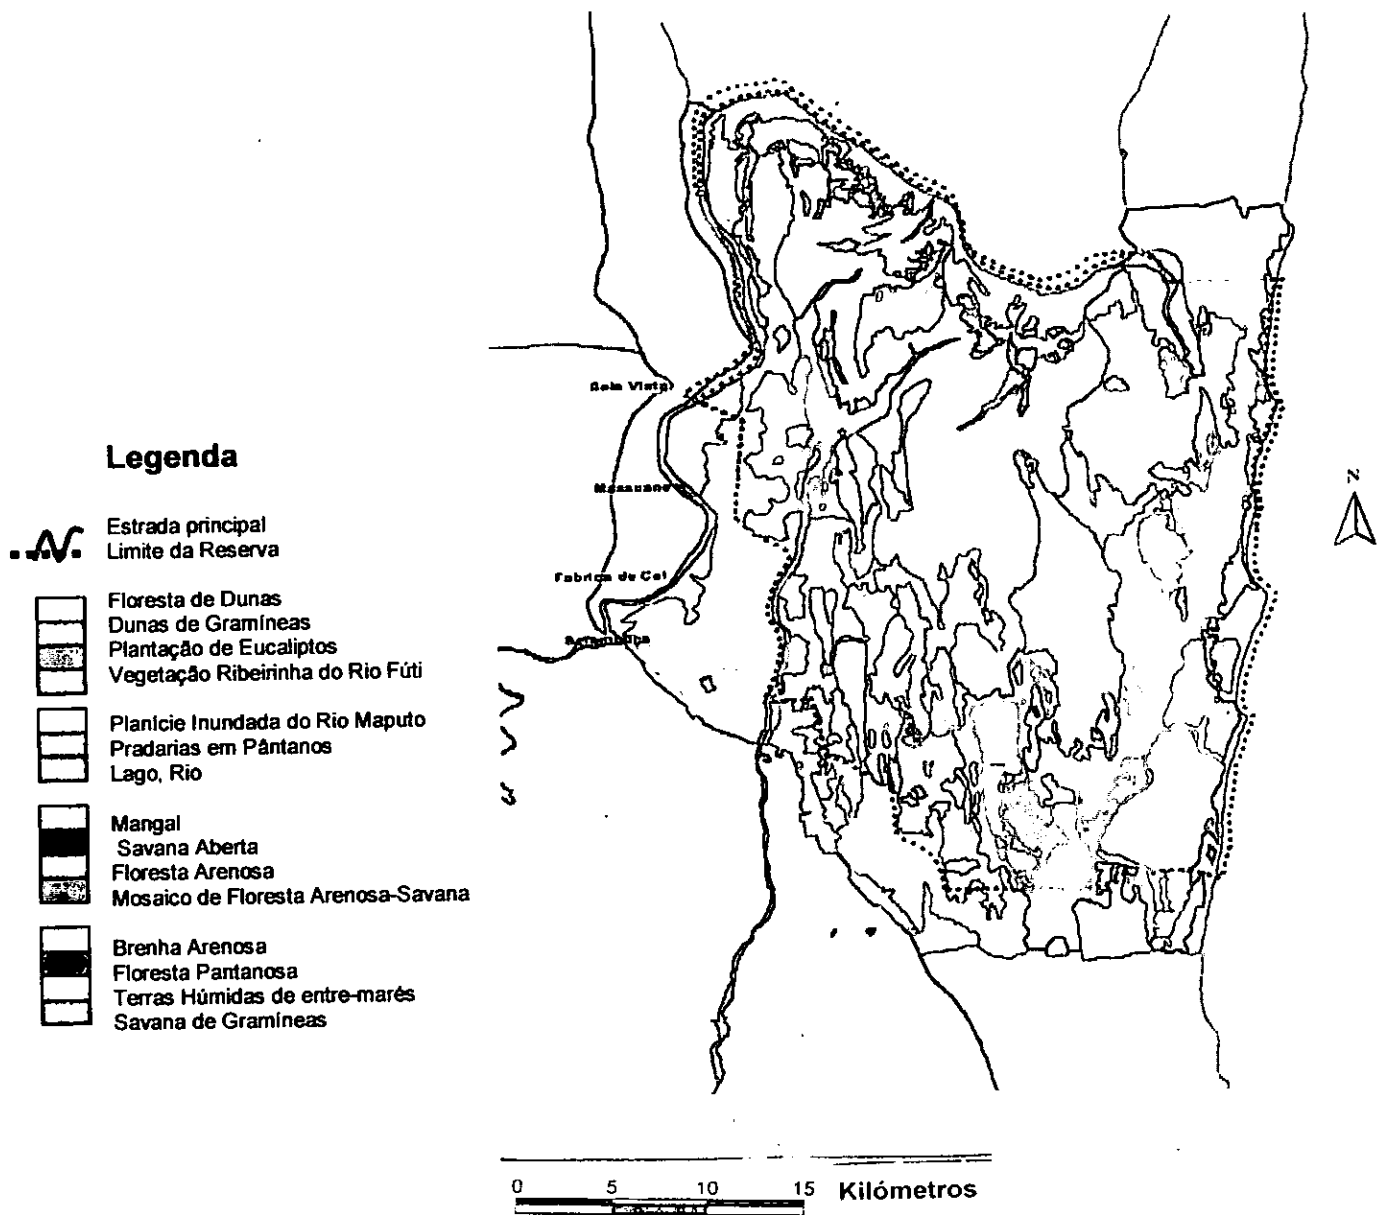 Legenda
Estrada principal
Limite da Reserva
Floresta de Dunas
Dunas de Gramíneas
Plantação de Eucaliptos
Vegetação Ribeirinha do Rio Fúti
Planície Inundada do Rio Maputo
Pradarias em Pântanos
Lago, Rio
Mangal
Savana Aberta
Floresta Arenosa
Mosaico de Floresta Arenosa-Savana
Brenha Arenosa
Floresta Pantanosa
Terras Húmidas de entre-marés
Savana de Gramíneas
Bela Vista
Massuane
Fabrica de Cal
N
0 5 10 15 Kilómetros